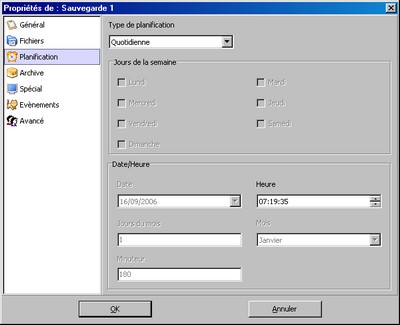 Propriétés de : Sauvegarde 1
Général
Fichiers
Planification
Archive
Spécial
Evènements
Avancé
Type de planification
Quotidienne
Jours de la semaine
Lundi
Mardi
Mercredi
Jeudi
Vendredi
Samedi
Dimanche
Date/Heure
Date
Heure
16/09/2006
07:19:35
Jours du mois
Mois
1
Janvier
Minuteur
180
OK
Annuler